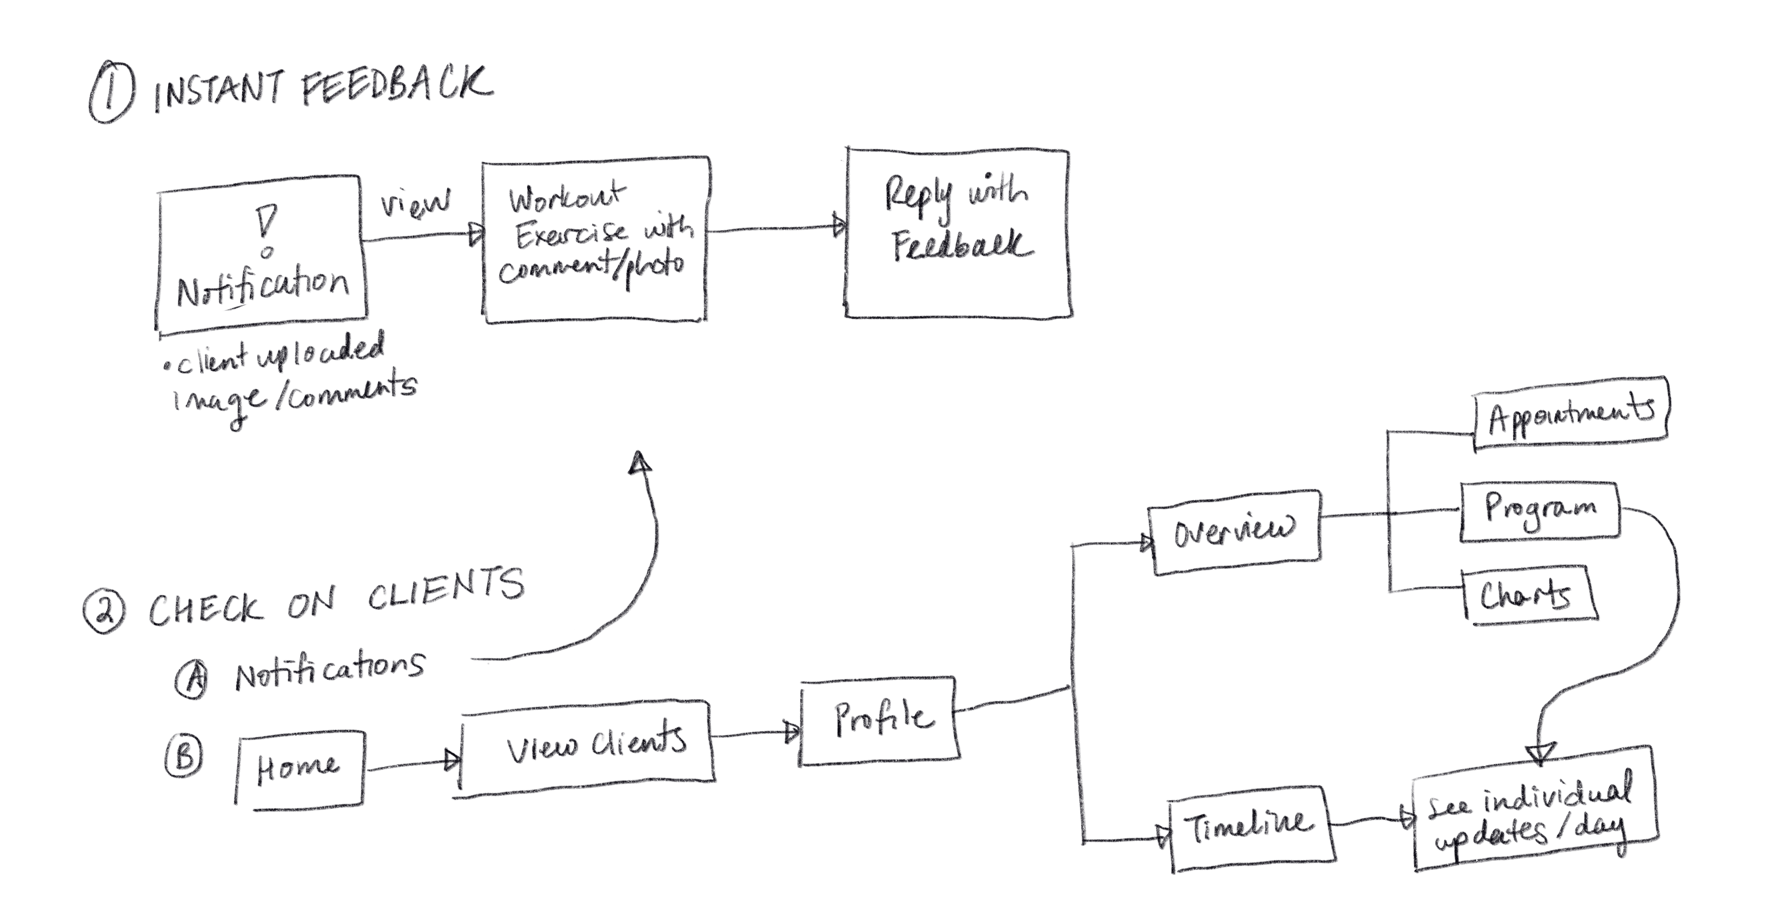 ① INSTANT FEEDBACK
!
Notification
view
Workout
Exercise with
comment/photo
Reply with
Feedback
• client uploaded
image/comments
② CHECK ON CLIENTS
Ⓐ Notifications
Ⓑ
Home
View Clients
Profile
Overview
Appointments
Program
Charts
Timeline
see individual
updates/day